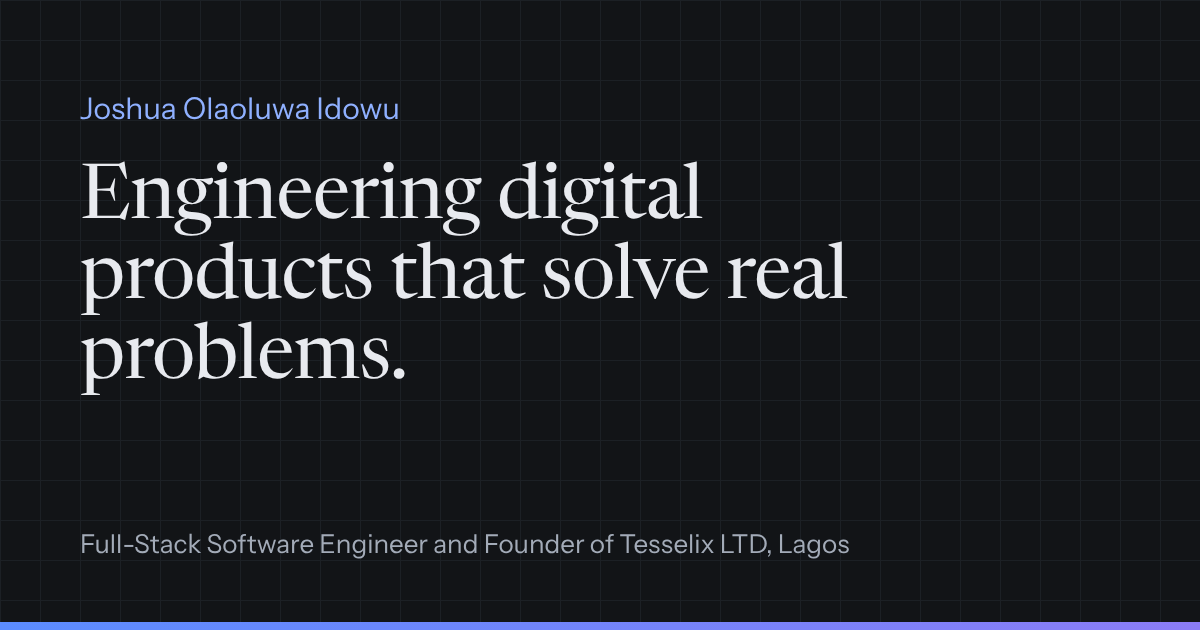 Joshua Olaoluwa Idowu
Engineering digital
products that solve real
problems.
Full-Stack Software Engineer and Founder of Tesselix LTD, Lagos